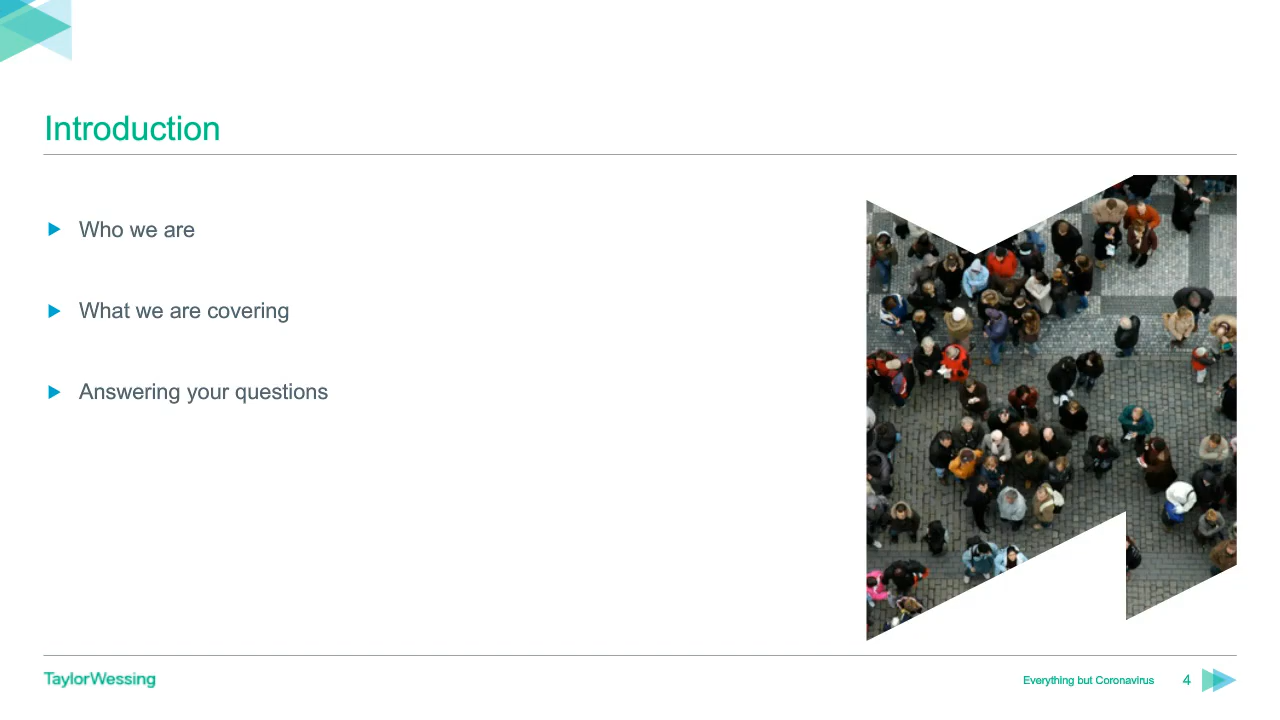 Introduction
Who we are
What we are covering
Answering your questions
TaylorWessing
Everything but Coronavirus
4